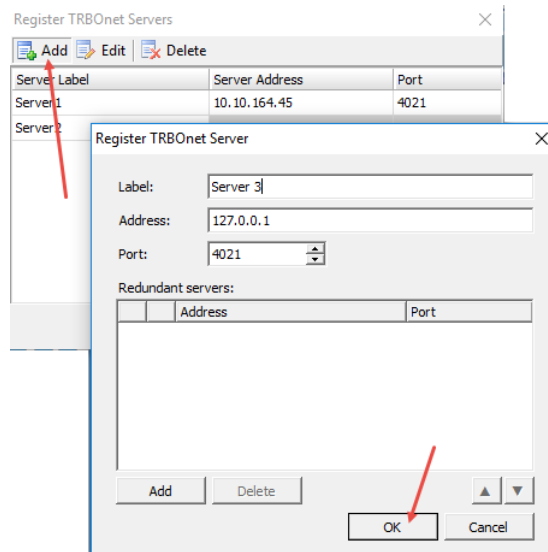 Register TRBOnet Servers
Add Edit Delete
Server Label Server Address Port
Server1 10.10.164.45 4021
Server2
Register TRBOnet Server
Label: Server 3
Address: 127.0.0.1
Port: 4021
Redundant servers:
Address Port
Add Delete
OK Cancel